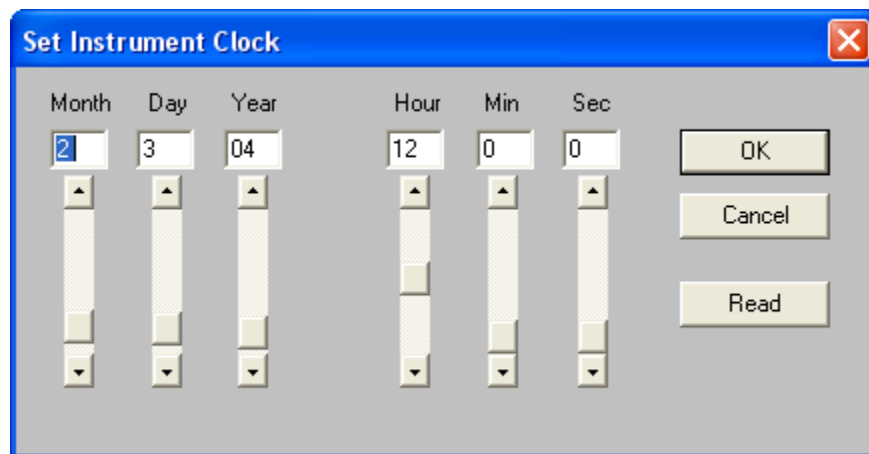 Set Instrument Clock
Month Day Year Hour Min Sec
2 3 04 12 0 0
OK
Cancel
Read